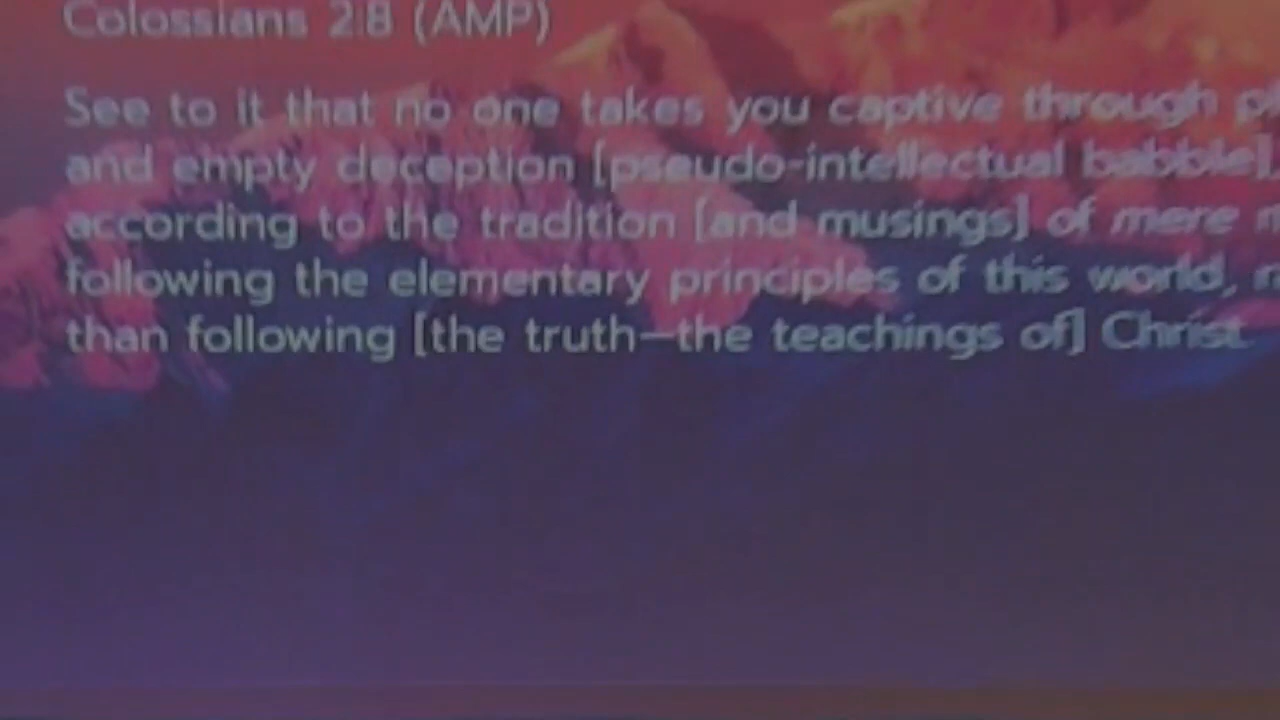 Colossians 2:8 (AMP)
See to it that no one takes you captive through
and empty deception [pseudo-intellectual babble],
according to the tradition [and musings] of mere
following the elementary principles of this world,
than following [the truth—the teachings of] Christ.